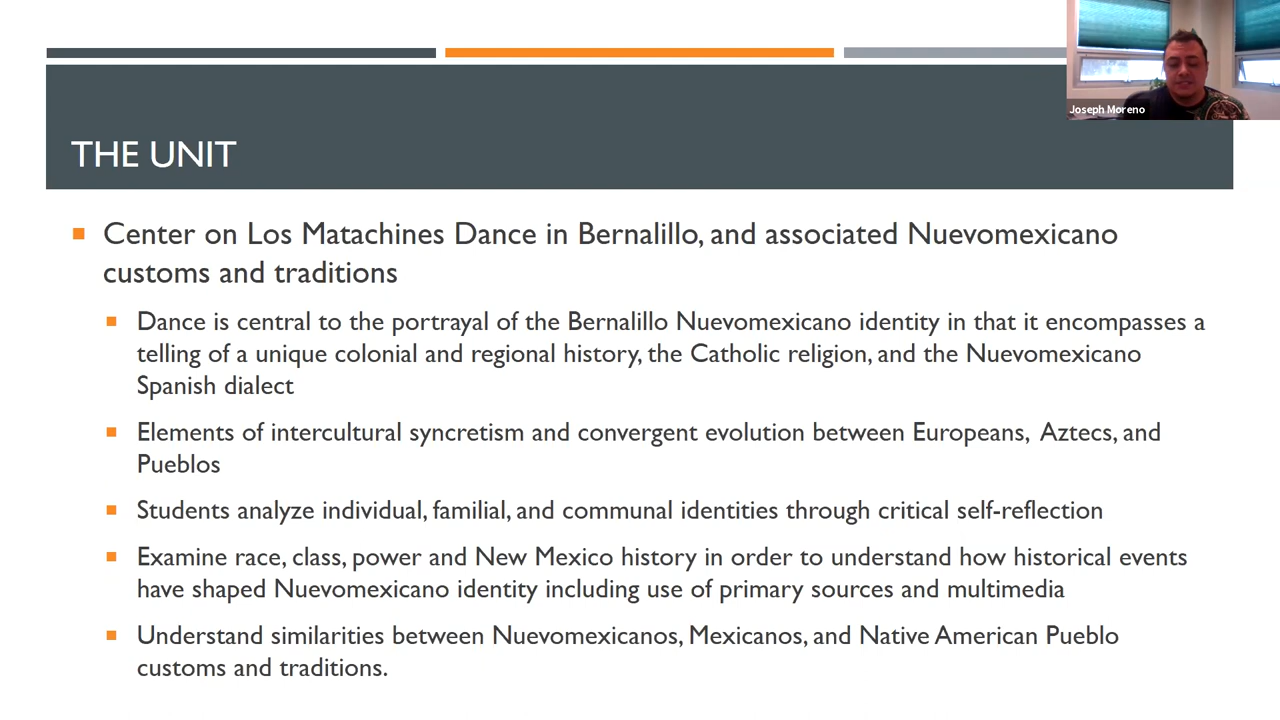 Joseph Moreno
THE UNIT
Center on Los Matachines Dance in Bernalillo, and associated Nuevomexicano
customs and traditions
Dance is central to the portrayal of the Bernalillo Nuevomexicano identity in that it encompasses a
telling of a unique colonial and regional history, the Catholic religion, and the Nuevomexicano
Spanish dialect
Elements of intercultural syncretism and convergent evolution between Europeans, Aztecs, and
Pueblos
Students analyze individual, familial, and communal identities through critical self-reflection
Examine race, class, power and New Mexico history in order to understand how historical events
have shaped Nuevomexicano identity including use of primary sources and multimedia
Understand similarities between Nuevomexicanos, Mexicanos, and Native American Pueblo
customs and traditions.